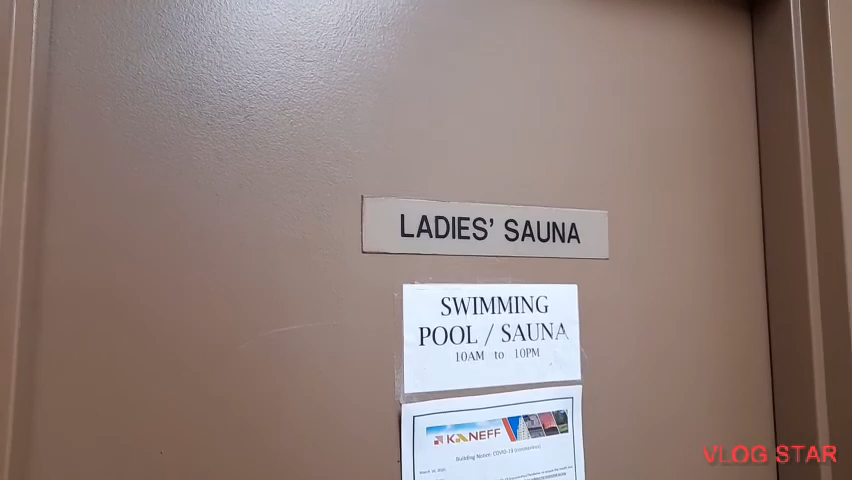 LADIES' SAUNA
SWIMMING
POOL / SAUNA
10AM to 10PM
KANEFF
Building Notice: COVID-19 (coronavirus)
VLOG STAR